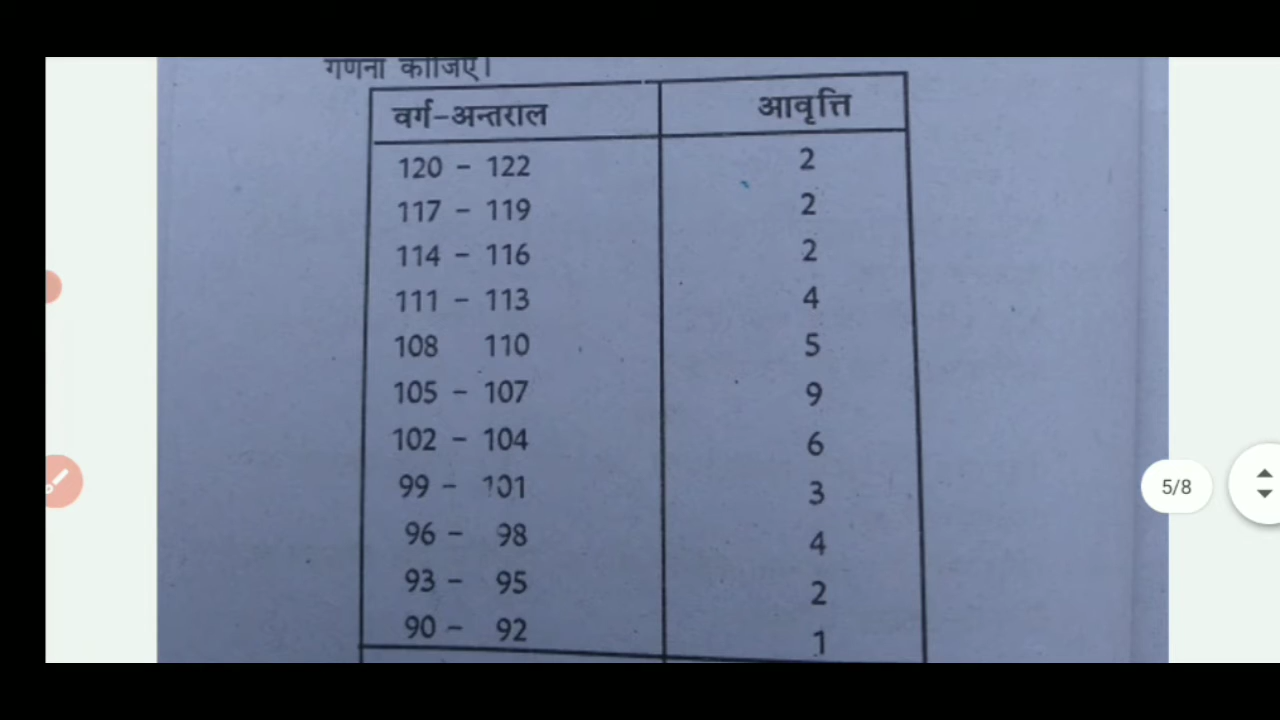 गणना कीजिए।
वर्ग-अन्तराल आवृत्ति
120 - 122 2
117 - 119 2
114 - 116 2
111 - 113 4
108 110 5
105 - 107 9
102 - 104 6
99 - 101 3
96 - 98 4
93 - 95 2
90 - 92 1
5/8